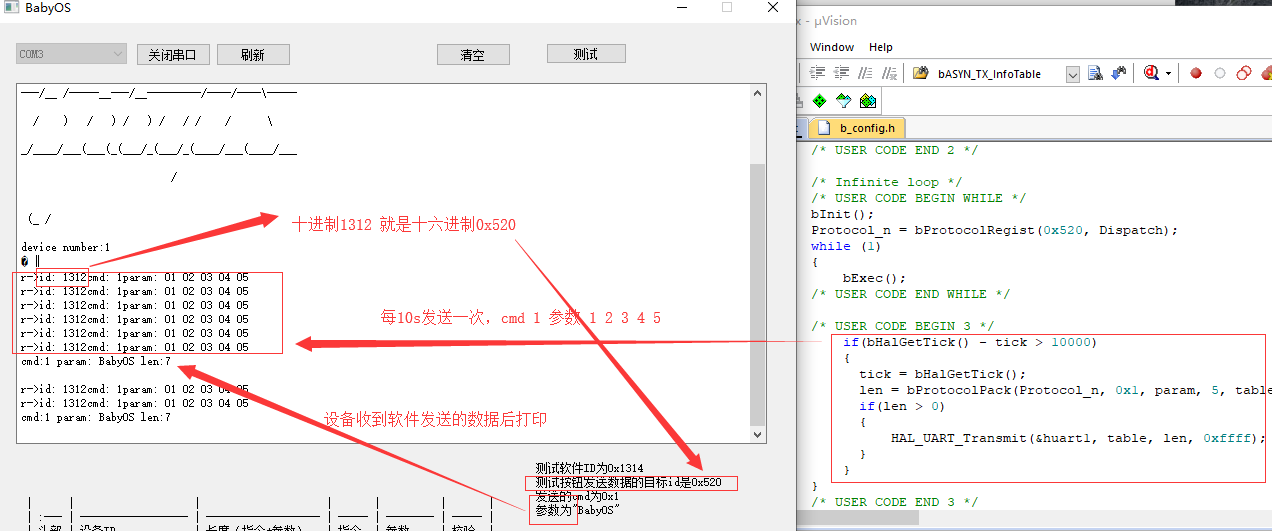 BabyOS
COM3
关闭串口
刷新
清空
测试
device number:1
r->id: 1312cmd: 1param: 01 02 03 04 05
r->id: 1312cmd: 1param: 01 02 03 04 05
r->id: 1312cmd: 1param: 01 02 03 04 05
r->id: 1312cmd: 1param: 01 02 03 04 05
r->id: 1312cmd: 1param: 01 02 03 04 05
r->id: 1312cmd: 1param: 01 02 03 04 05
cmd:1 param: BabyOS len:7
r->id: 1312cmd: 1param: 01 02 03 04 05
r->id: 1312cmd: 1param: 01 02 03 04 05
cmd:1 param: BabyOS len:7
十进制1312 就是十六进制0x520
每10s发送一次, cmd 1 参数 1 2 3 4 5
设备收到软件发送的数据后打印
测试软件ID为0x1314
测试按钮发送数据的目标id是0x520
发送的cmd为0x1
参数为"BabyOS"
头部 | 设备ID | 长度(指令+参数) | 指令 | 参数 | 校验
x - µVision
Window Help
bASYN_TX_InfoTable
b_config.h
/* USER CODE END 2 */
/* Infinite loop */
/* USER CODE BEGIN WHILE */
bInit();
Protocol_n = bProtocolRegist(0x520, Dispatch);
while (1)
{
bExec();
/* USER CODE END WHILE */
/* USER CODE BEGIN 3 */
if(bHalGetTick() - tick > 10000)
{
tick = bHalGetTick();
len = bProtocolPack(Protocol_n, 0x1, param, 5, table
if(len > 0)
{
HAL_UART_Transmit(&huart1, table, len, 0xffff);
}
}
}
/* USER CODE END 3 */